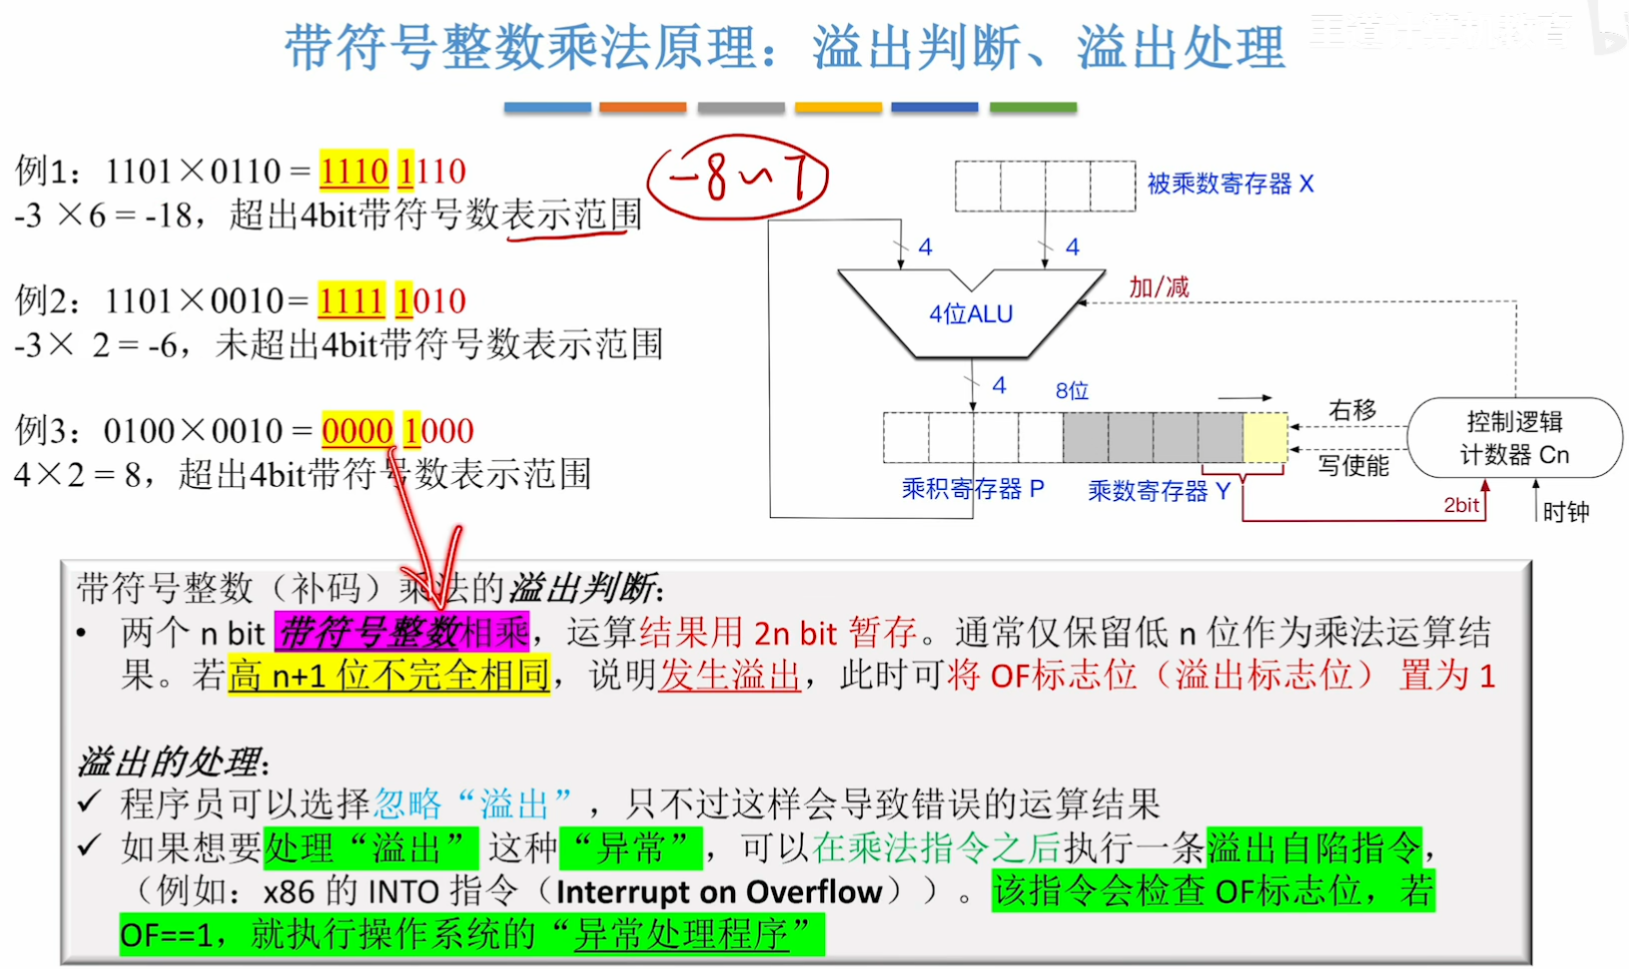 带符号整数乘法原理：溢出判断、溢出处理
王道计算机教育
例1：1101×0110 = 1110 1110
-3 ×6 = -18，超出4bit带符号数表示范围
-8~7
例2：1101×0010= 1111 1010
-3× 2 = -6，未超出4bit带符号数表示范围
例3：0100×0010 = 0000 1000
4×2 = 8，超出4bit带符号数表示范围
被乘数寄存器 X
4
4
加/减
4位ALU
4
8位
右移
写使能
控制逻辑
计数器 Cn
乘积寄存器 P
乘数寄存器 Y
2bit
时钟
带符号整数（补码）乘法的溢出判断：
• 两个 n bit 带符号整数相乘，运算结果用 2n bit 暂存。通常仅保留低 n 位作为乘法运算结
果。若高 n+1 位不完全相同，说明发生溢出，此时可将 OF标志位（溢出标志位） 置为 1
溢出的处理：
✓ 程序员可以选择忽略“溢出”，只不过这样会导致错误的运算结果
✓ 如果想要处理“溢出” 这种“异常”，可以在乘法指令之后执行一条溢出自陷指令，
（例如：x86 的 INTO 指令（Interrupt on Overflow））。该指令会检查 OF标志位，若
OF==1，就执行操作系统的“异常处理程序”